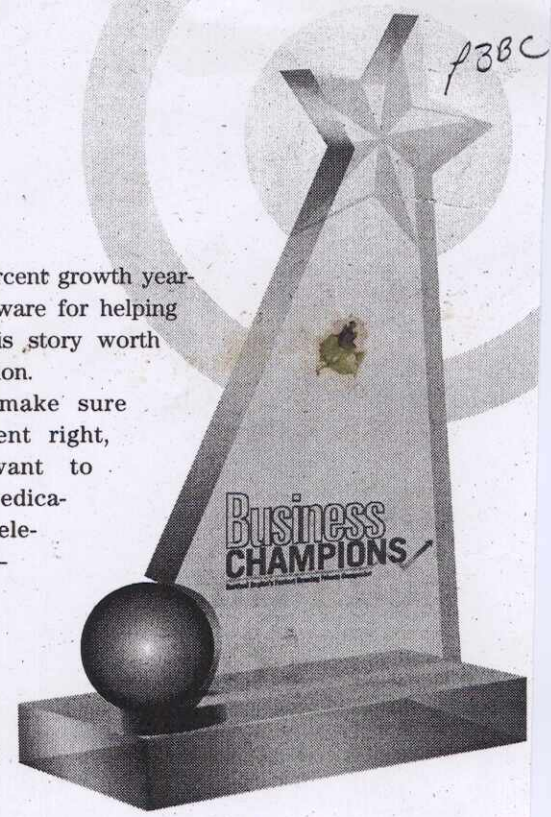 p3BC
rcent growth year-
ware for helping
is story worth
on.
make sure
ent right,
vant to
edica-
ele-
–
Business
CHAMPIONS